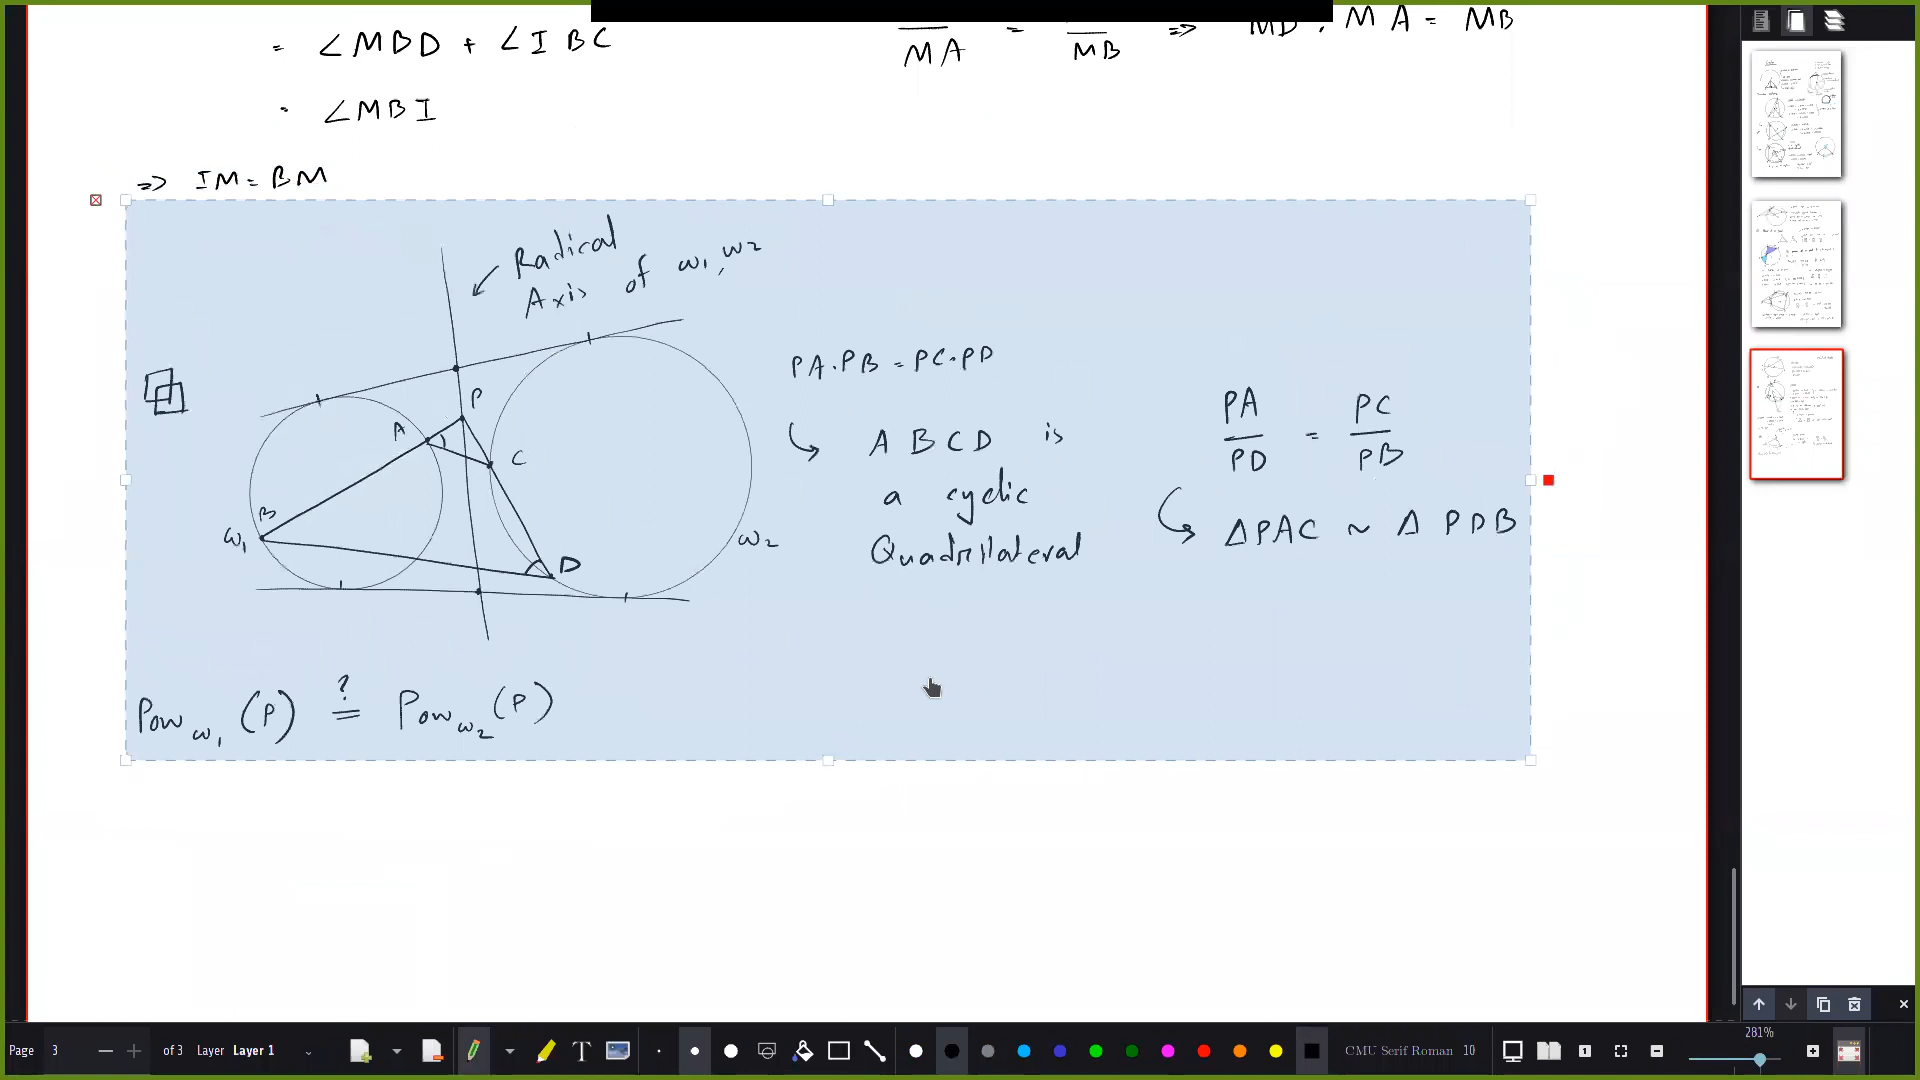 = ∠MBD + ∠IBC
= ∠MBI
MA = MB => MD . MA = MB
=> IM = BM
Radical
Axis of ω1, ω2
P
A
C
B
ω1
D
ω2
PA.PB = PC.PD
ABCD is
a cyclic
Quadrilateral
PA/PD = PC/PB
ΔPAC ~ ΔPDB
Pow ω1 (P) ?= Pow ω2 (P)
281%
Page 3 of 3 Layer Layer 1
CMU Serif Roman 10